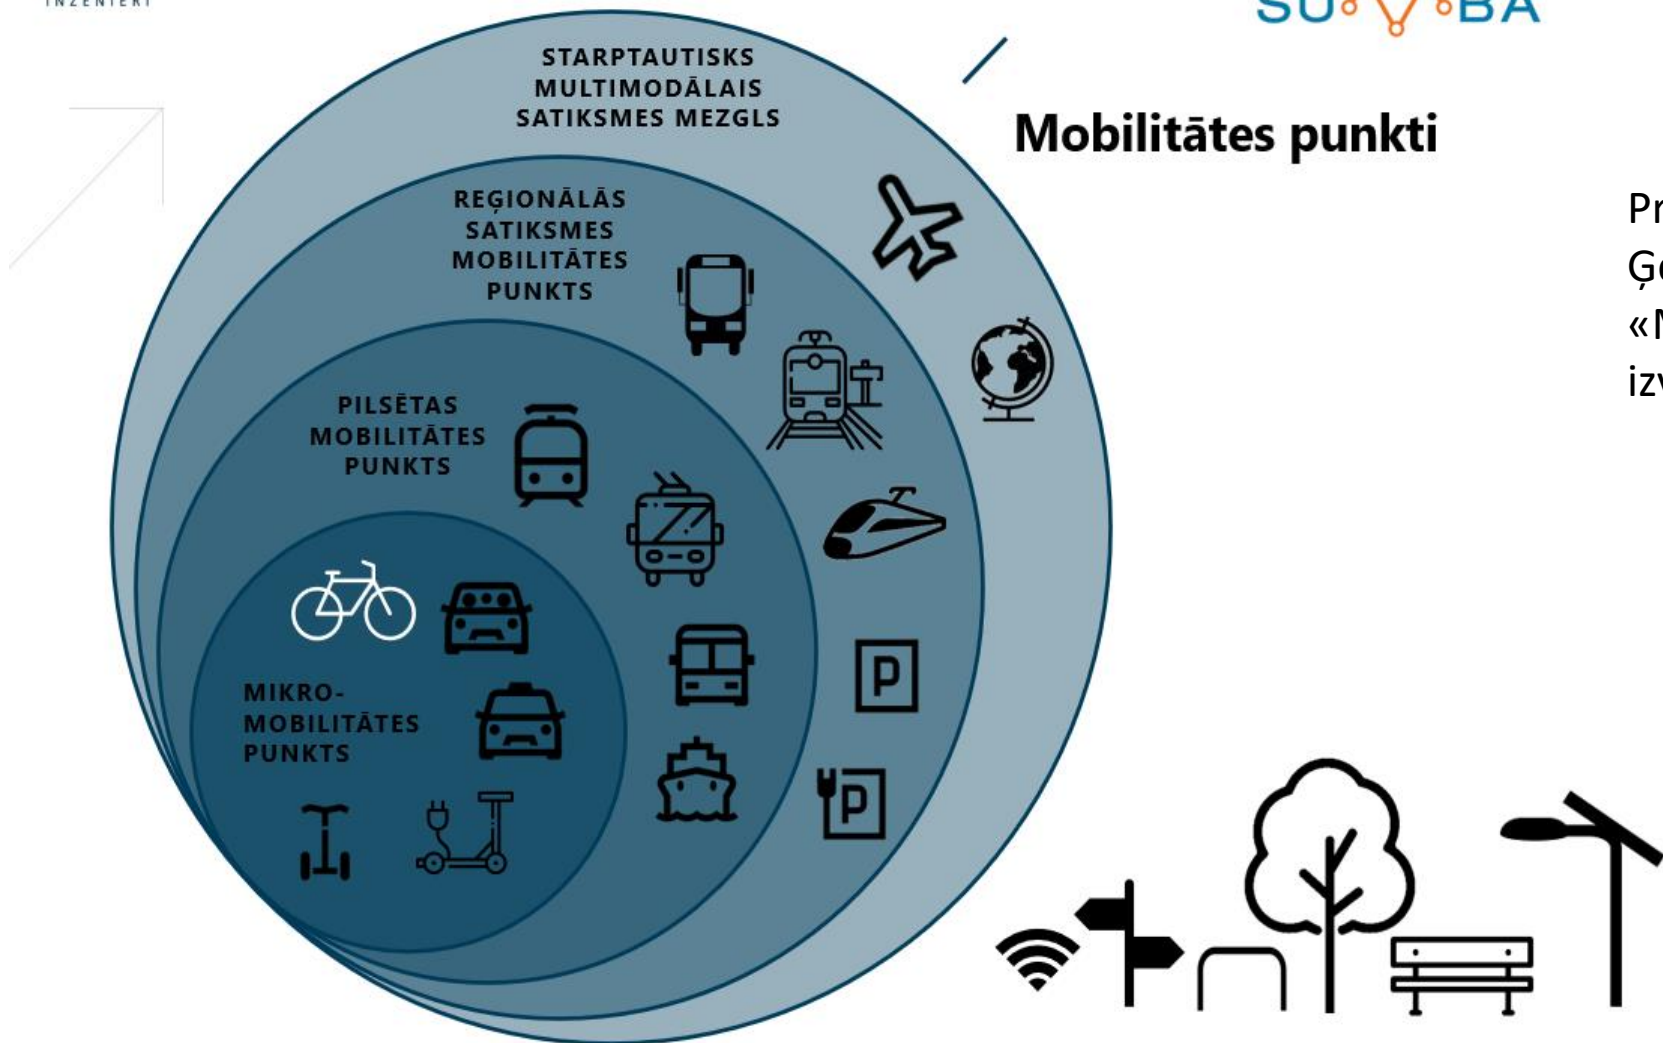 STARPTAUTISKS
MULTIMODĀLAIS
SATIKSMES MEZGLS
Mobilitātes punkti
REĢIONĀLĀS
SATIKSMES
MOBILITĀTES
PUNKTS
PILSĒTAS
MOBILITĀTES
PUNKTS
MIKRO-
MOBILITĀTES
PUNKTS
P
P